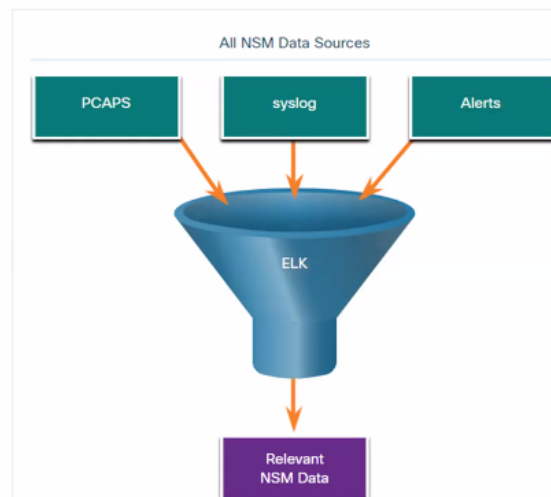 All NSM Data Sources
PCAPS
syslog
Alerts
ELK
Relevant
NSM Data